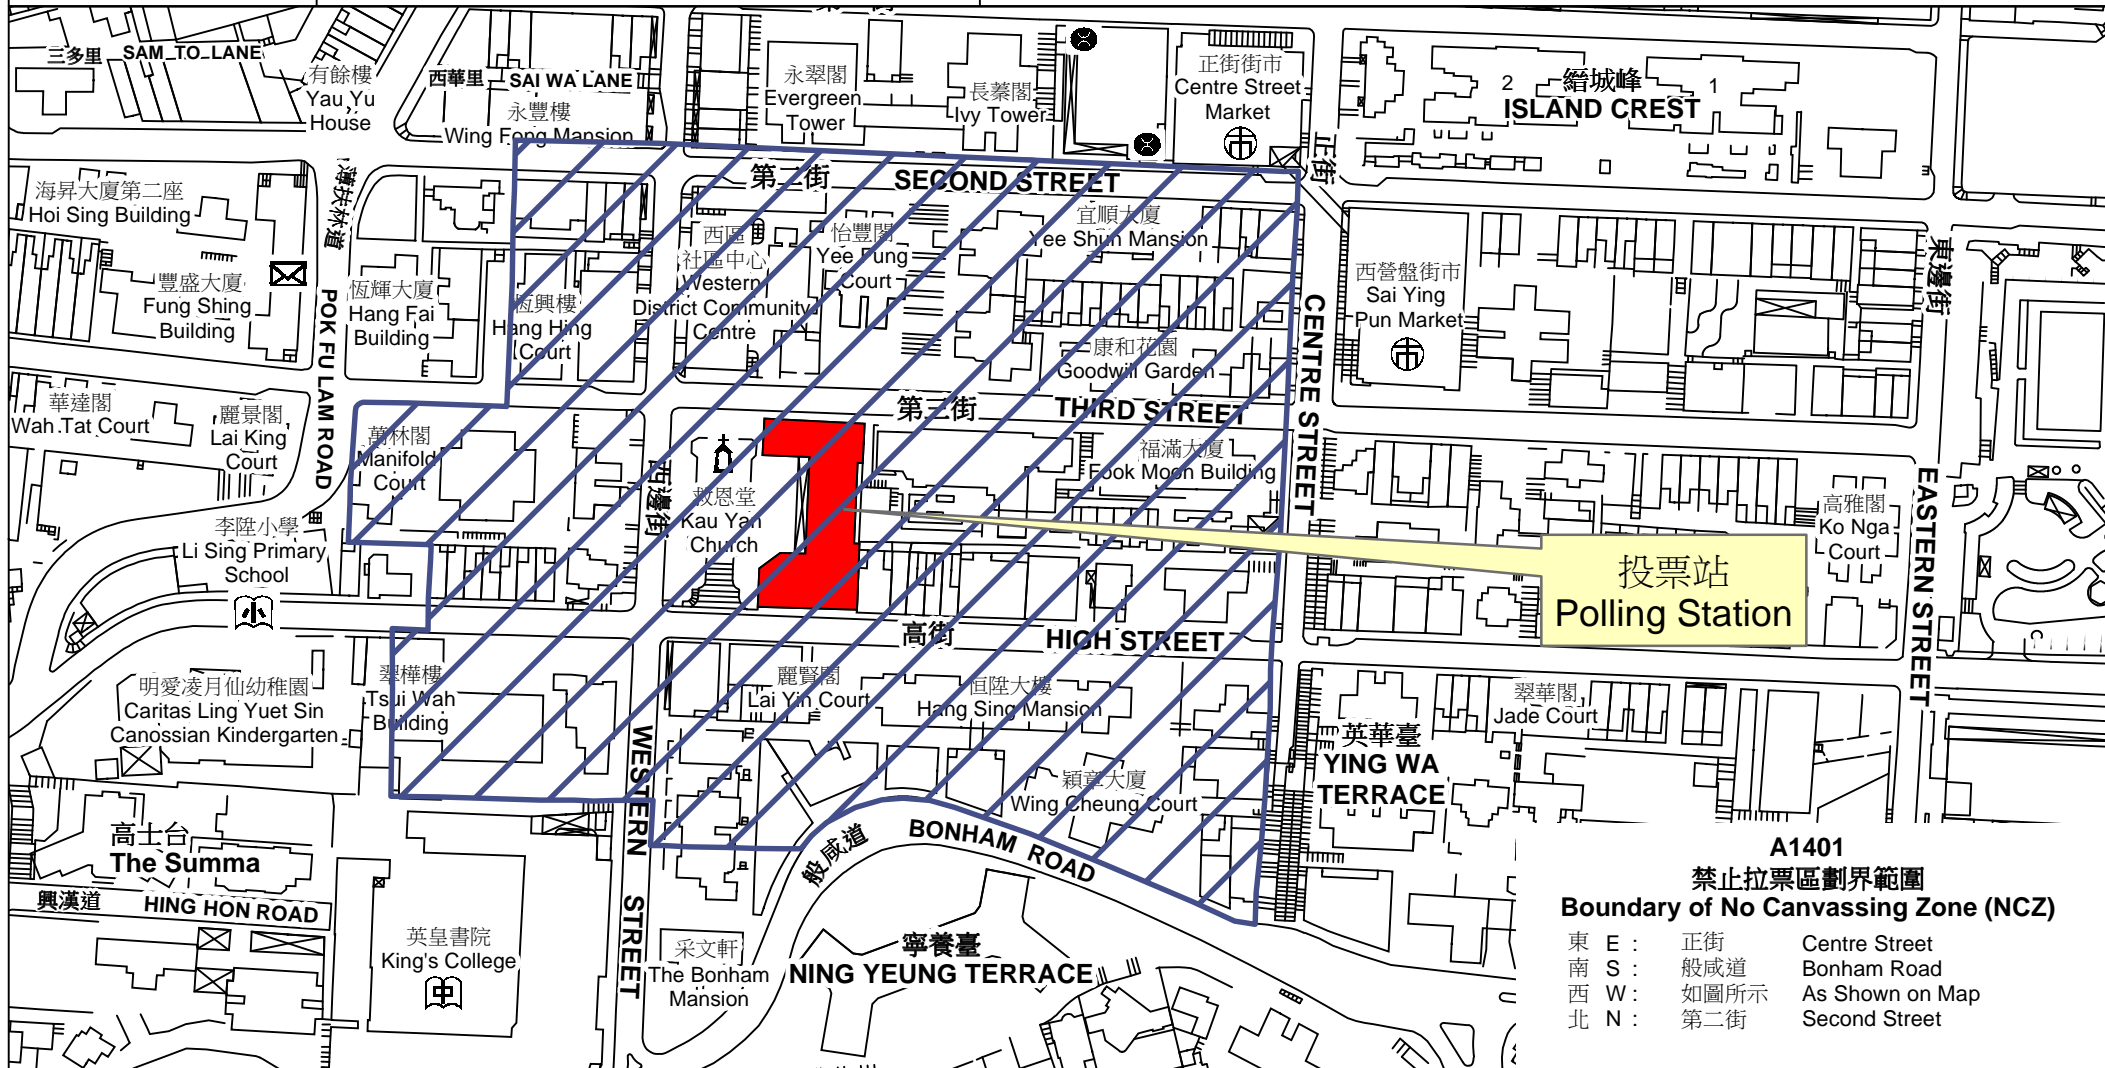 三多里 SAM TO LANE
有餘樓
Yau Yu
House
西華里 SAI WA LANE
永豐樓
Wing Fong Mansion
永翠閣
Evergreen
Tower
長蓁閣
Ivy Tower
正街街市
Centre Street
Market
市
2
縉城峰
1
ISLAND CREST
正街
海昇大廈第二座
Hoi Sing Building
薄扶林道
第二街 SECOND STREET
宜順大廈
Yee Shun Mansion
西區
社區中心
Western
District Community
Centre
怡豐閣
Yee Fung
Court
東邊街
豐盛大廈
Fung Shing
Building
恆輝大廈
Hang Fai
Building
恆興樓
Hang Hing
Court
西營盤街市
Sai Ying
Pun Market
市
POK FU LAM ROAD
CENTRE STREET
康和花園
Goodwill Garden
華達閣
Wah Tat Court
麗景閣
Lai King
Court
第三街 THIRD STREET
萬林閣
Manifold
Court
西邊街
救恩堂
Kau Yan
Church
福滿大廈
Fook Moon Building
高雅閣
Ko Nga
Court
EASTERN STREET
李陞小學
Li Sing Primary
School
小
投票站
Polling Station
高街 HIGH STREET
明愛凌月仙幼稚園
Caritas Ling Yuet Sin
Canossian Kindergarten
翠樺樓
Tsui Wah
Building
麗賢閣
Lai Yin Court
恒陞大樓
Hang Sing Mansion
翠華閣
Jade Court
英華臺
YING WA
TERRACE
穎章大廈
Wing Cheung Court
WESTERN STREET
般咸道 BONHAM ROAD
高士台
The Summa
興漢道 HING HON ROAD
英皇書院
King's College
中
采文軒
The Bonham
Mansion
寧養臺
NING YEUNG TERRACE
A1401
禁止拉票區劃界範圍
Boundary of No Canvassing Zone (NCZ)
東 E : 正街 Centre Street
南 S : 般咸道 Bonham Road
西 W : 如圖所示 As Shown on Map
北 N : 第二街 Second Street